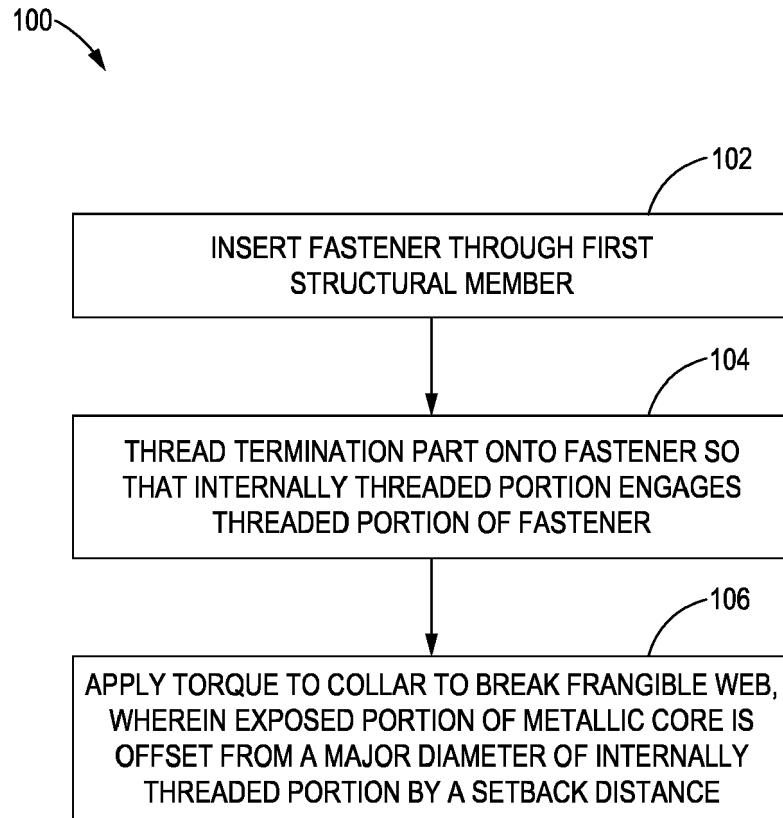 100
102
INSERT FASTENER THROUGH FIRST
STRUCTURAL MEMBER
104
THREAD TERMINATION PART ONTO FASTENER SO
THAT INTERNALLY THREADED PORTION ENGAGES
THREADED PORTION OF FASTENER
106
APPLY TORQUE TO COLLAR TO BREAK FRANGIBLE WEB,
WHEREIN EXPOSED PORTION OF METALLIC CORE IS
OFFSET FROM A MAJOR DIAMETER OF INTERNALLY
THREADED PORTION BY A SETBACK DISTANCE